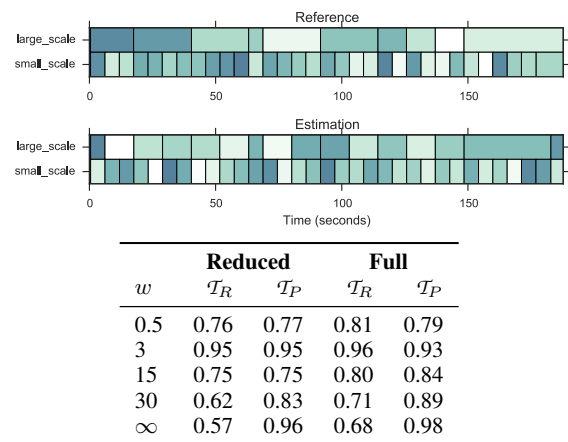 Reference
large_scale
small_scale
0 50 100 150
Estimation
large_scale
small_scale
0 50 100 150
Time (seconds)
Reduced Full
w 𝒯R 𝒯P 𝒯R 𝒯P
0.5 0.76 0.77 0.81 0.79
3 0.95 0.95 0.96 0.93
15 0.75 0.75 0.80 0.84
30 0.62 0.83 0.71 0.89
∞ 0.57 0.96 0.68 0.98